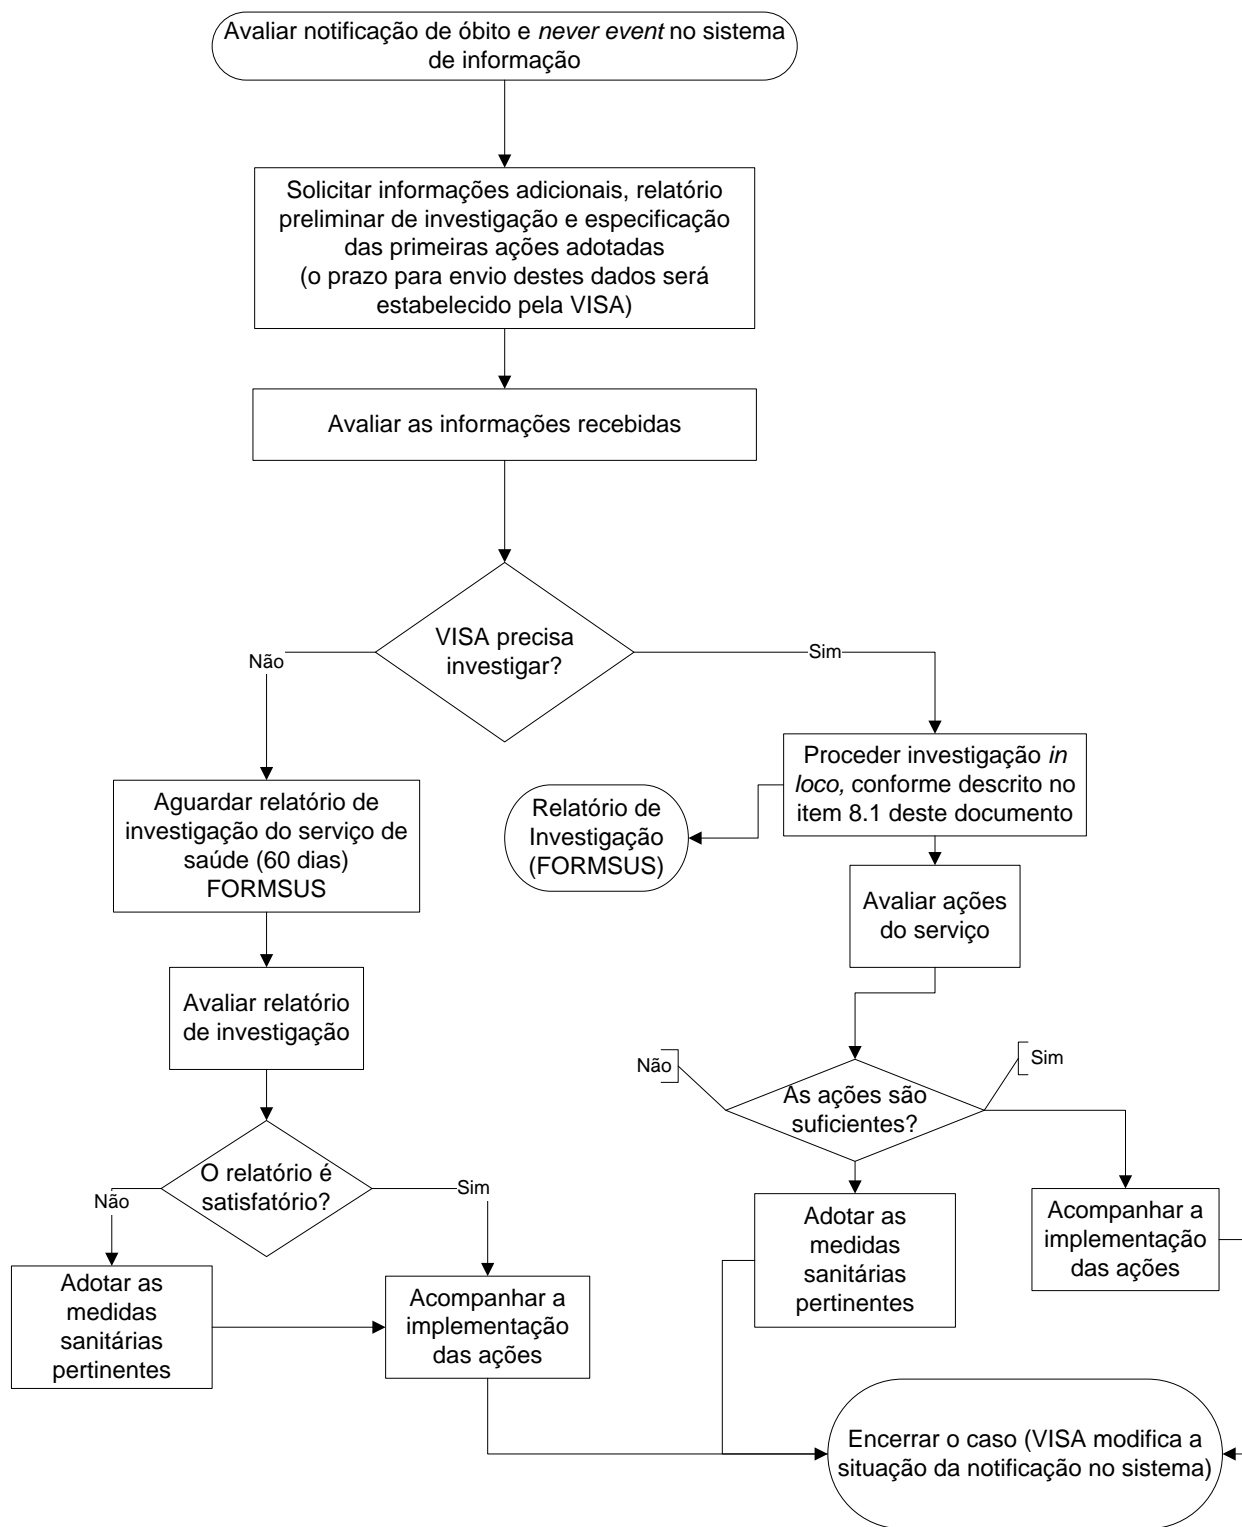 Avaliar notificação de óbito e never event no sistema
de informação
Solicitar informações adicionais, relatório
preliminar de investigação e especificação
das primeiras ações adotadas
(o prazo para envio destes dados será
estabelecido pela VISA)
Avaliar as informações recebidas
VISA precisa
investigar?
Não
Sim
Aguardar relatório de
investigação do serviço de
saúde (60 dias)
FORMSUS
Relatório de
Investigação
(FORMSUS)
Proceder investigação in
loco, conforme descrito no
item 8.1 deste documento
Avaliar ações
do serviço
Avaliar relatório
de investigação
Não
Sim
As ações são
suficientes?
O relatório é
satisfatório?
Não
Sim
Adotar as
medidas
sanitárias
pertinentes
Acompanhar a
implementação
das ações
Adotar as
medidas
sanitárias
pertinentes
Acompanhar a
implementação
das ações
Encerrar o caso (VISA modifica a
situação da notificação no sistema)